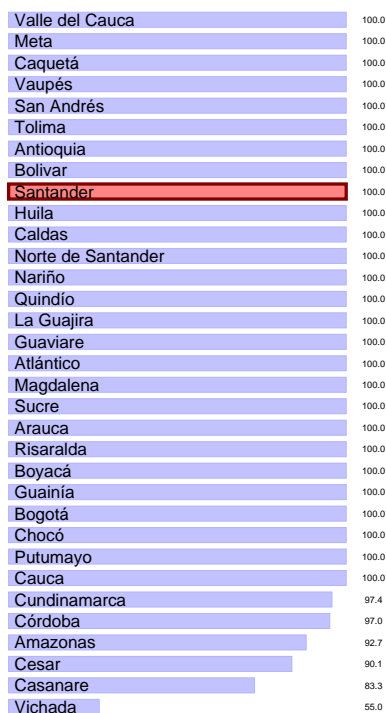 Valle del Cauca 100.0
Meta 100.0
Caquetá 100.0
Vaupés 100.0
San Andrés 100.0
Tolima 100.0
Antioquia 100.0
Bolivar 100.0
Santander 100.0
Huila 100.0
Caldas 100.0
Norte de Santander 100.0
Nariño 100.0
Quindío 100.0
La Guajira 100.0
Guaviare 100.0
Atlántico 100.0
Magdalena 100.0
Sucre 100.0
Arauca 100.0
Risaralda 100.0
Boyacá 100.0
Guainía 100.0
Bogotá 100.0
Chocó 100.0
Putumayo 100.0
Cauca 100.0
Cundinamarca 97.4
Córdoba 97.0
Amazonas 92.7
Cesar 90.1
Casanare 83.3
Vichada 55.0